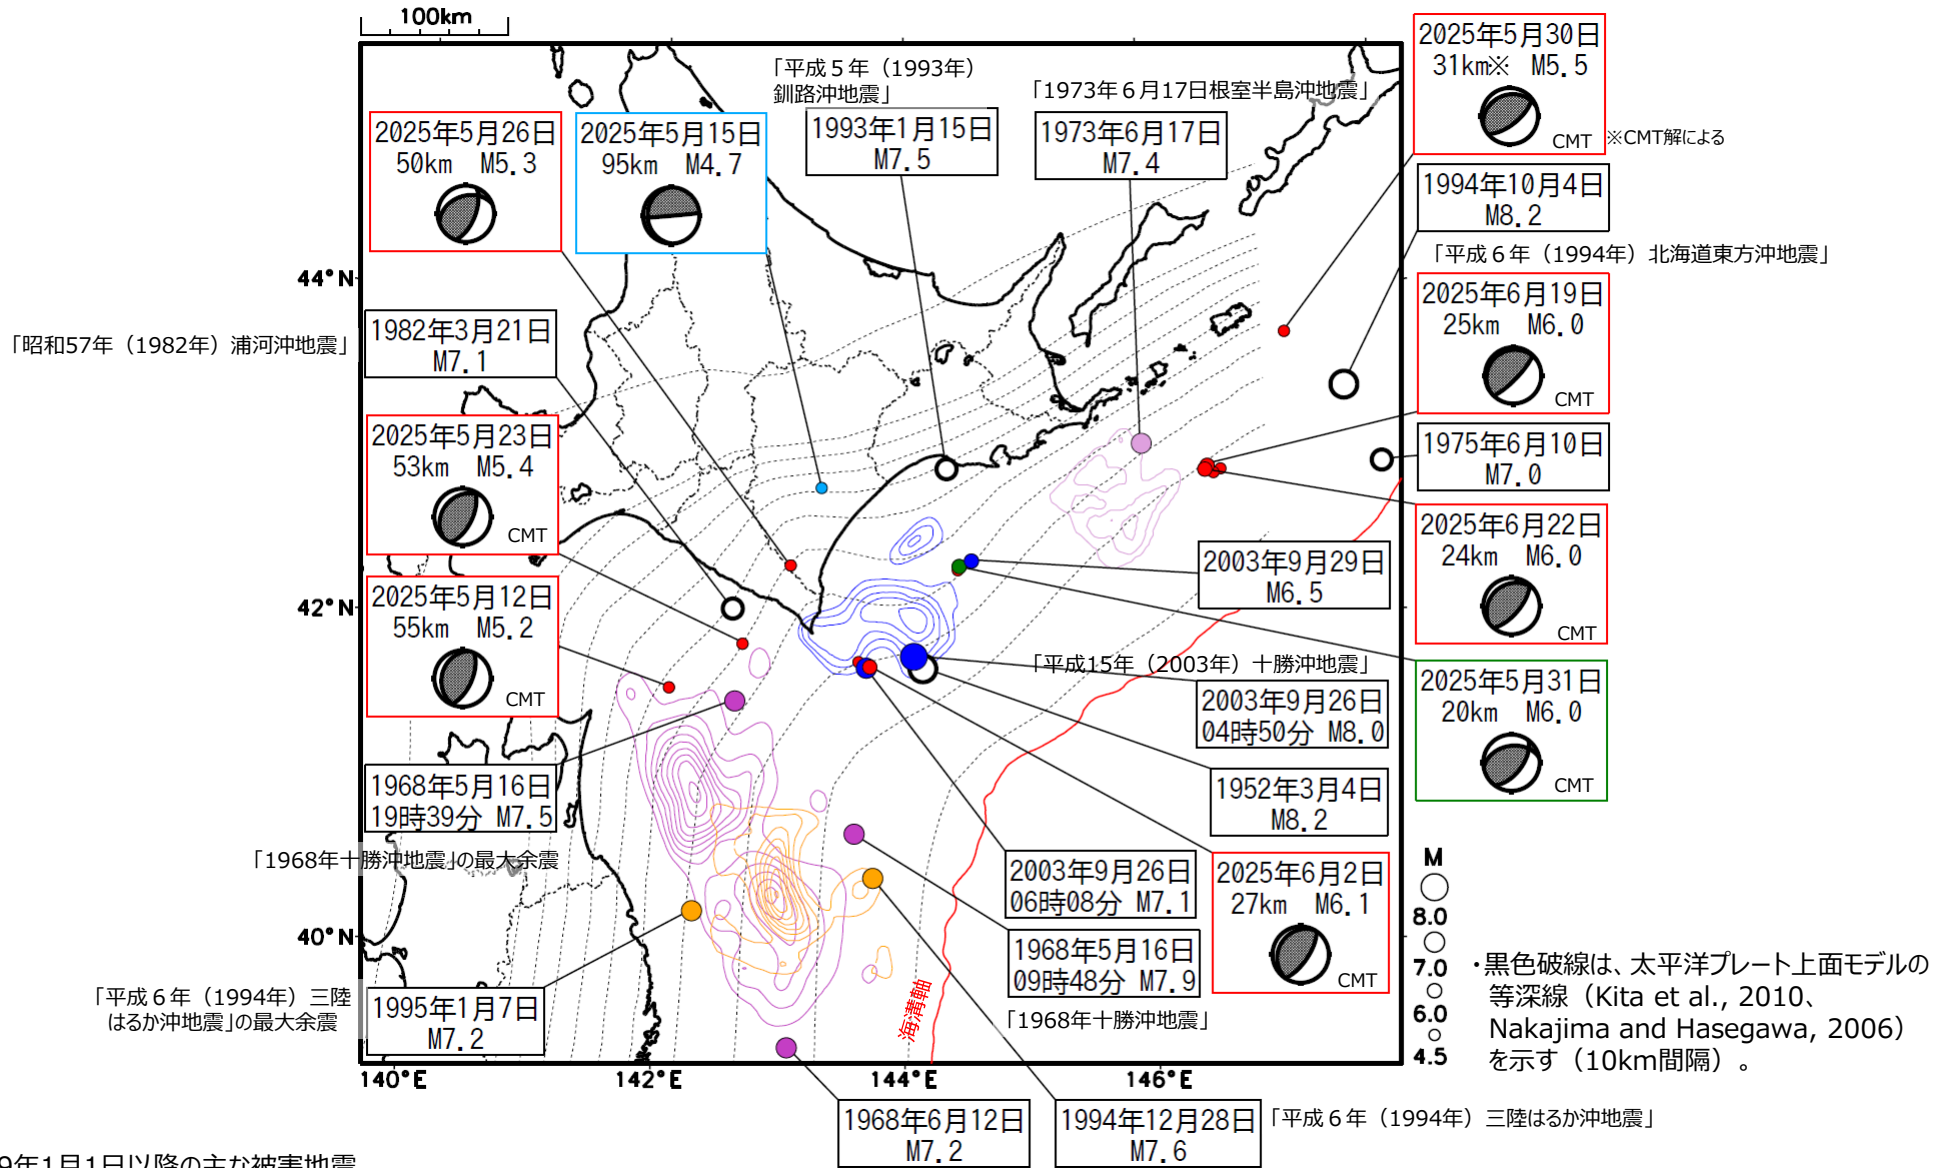 100km
「平成５年（1993年）
釧路沖地震」
「1973年６月17日根室半島沖地震」
2025年5月30日
31km※ M5.5
CMT
※CMT解による
2025年5月26日
50km M5.3
2025年5月15日
95km M4.7
1993年1月15日
M7.5
1973年6月17日
M7.4
1994年10月4日
M8.2
「平成６年（1994年）北海道東方沖地震」
44°N
2025年6月19日
25km M6.0
CMT
「昭和57年（1982年）浦河沖地震」
1982年3月21日
M7.1
2025年5月23日
53km M5.4
CMT
1975年6月10日
M7.0
2025年6月22日
24km M6.0
CMT
2003年9月29日
M6.5
42°N
2025年5月12日
55km M5.2
CMT
「平成15年（2003年）十勝沖地震」
2003年9月26日
04時50分 M8.0
2025年5月31日
20km M6.0
CMT
1968年5月16日
19時39分 M7.5
「1968年十勝沖地震」の最大余震
1952年3月4日
M8.2
2003年9月26日
06時08分 M7.1
2025年6月2日
27km M6.1
CMT
M
8.0
7.0
6.0
4.5
40°N
1968年5月16日
09時48分 M7.9
「1968年十勝沖地震」
海溝軸
「平成６年（1994年）三陸
はるか沖地震」の最大余震
1995年1月7日
M7.2
・黒色破線は、太平洋プレート上面モデルの
等深線（Kita et al., 2010、
Nakajima and Hasegawa, 2006）
を示す（10km間隔）。
140°E
142°E
144°E
146°E
1968年6月12日
M7.2
1994年12月28日
M7.6
「平成６年（1994年）三陸はるか沖地震」
9年1月1日以降の主な被害地震